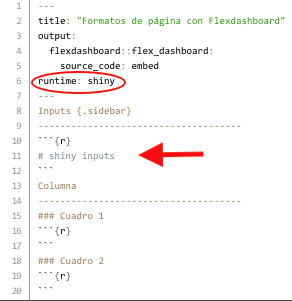 1 ---
2 title: "Formatos de página con Flexdashboard"
3 output:
4   flexdashboard::flex_dashboard:
5     source_code: embed
6 runtime: shiny
7 ---
8 Inputs {.sidebar}
9 -----------------------------------
10 ```{r}
11 # shiny inputs
12 ```
13 Columna
14 -----------------------------------
15 ### Cuadro 1
16 ```{r}
17 ```
18 ### Cuadro 2
19 ```{r}
20 ```